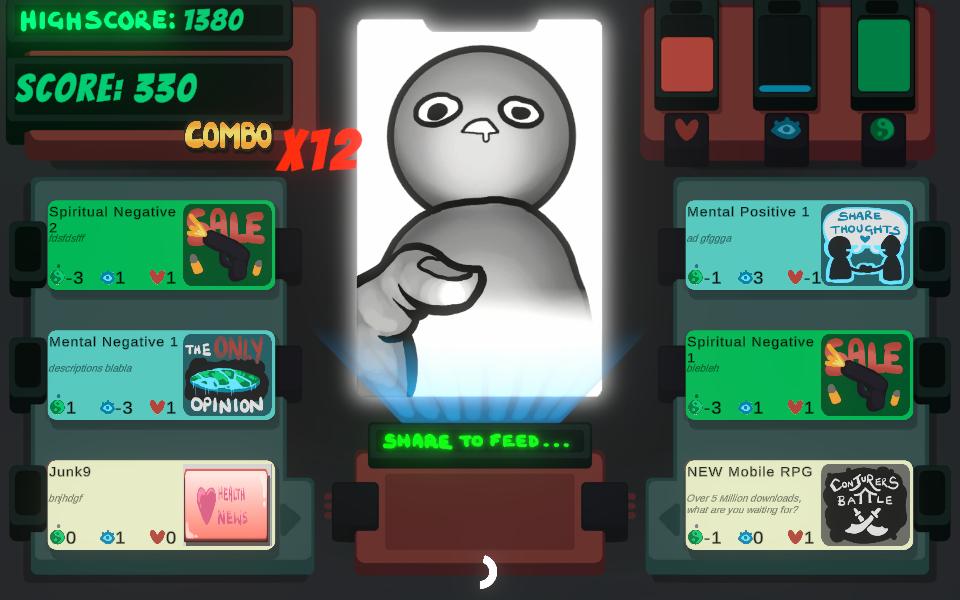 HIGHSCORE: 1380
SCORE: 330
COMBO X12
Spiritual Negative
2
fdsfdsfff
-3 1 1
SALE
Mental Negative 1
descriptions blabla
1 -3 1
THE ONLY
OPINION
Junk9
bnjhdgf
0 1 0
HEALTH
NEWS
SHARE TO FEED...
Mental Positive 1
ad gfggga
-1 3 -1
SHARE
THOUGHTS
Spiritual Negative
1
blebleh
-3 1 1
SALE
NEW Mobile RPG
Over 5 Million downloads,
what are you waiting for?
-1 0 1
CONJURERS
BATTLE